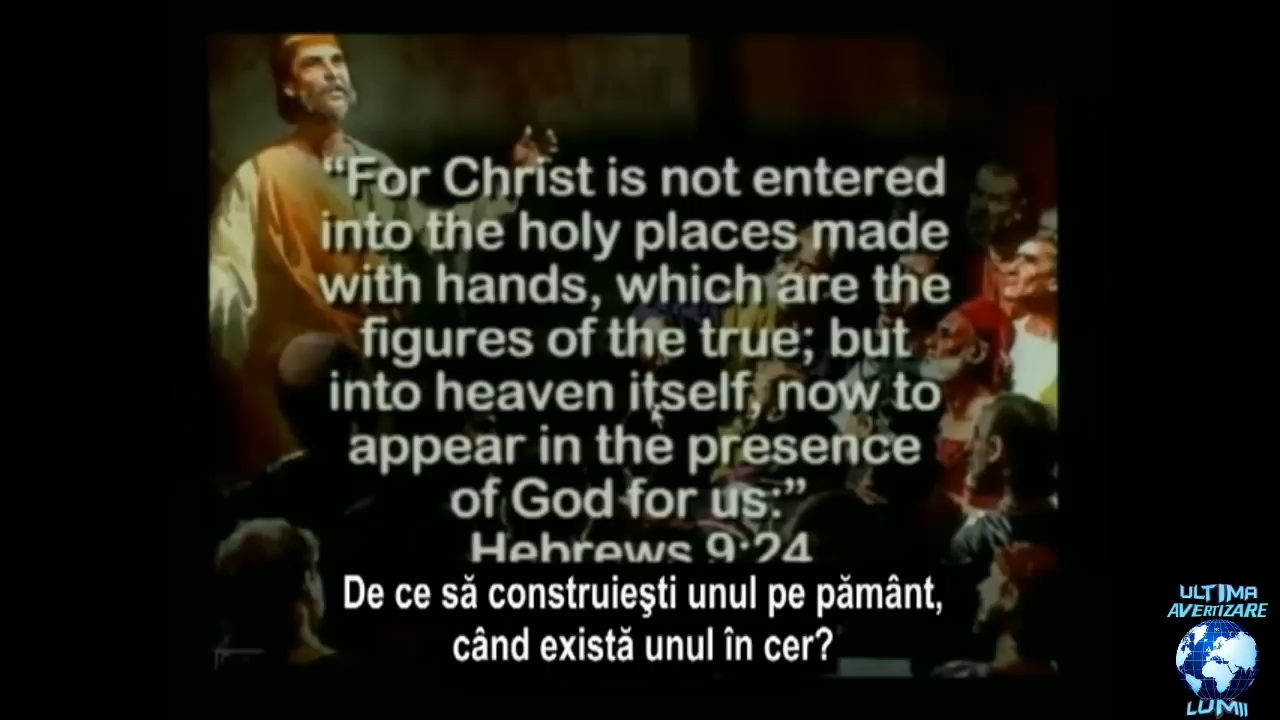 “For Christ is not entered
into the holy places made
with hands, which are the
figures of the true; but
into heaven itself, now to
appear in the presence
of God for us:”
Hebrews 9:24
De ce să construieşti unul pe pământ,
când există unul în cer?
ULTIMA
AVERTIZARE
LUMII